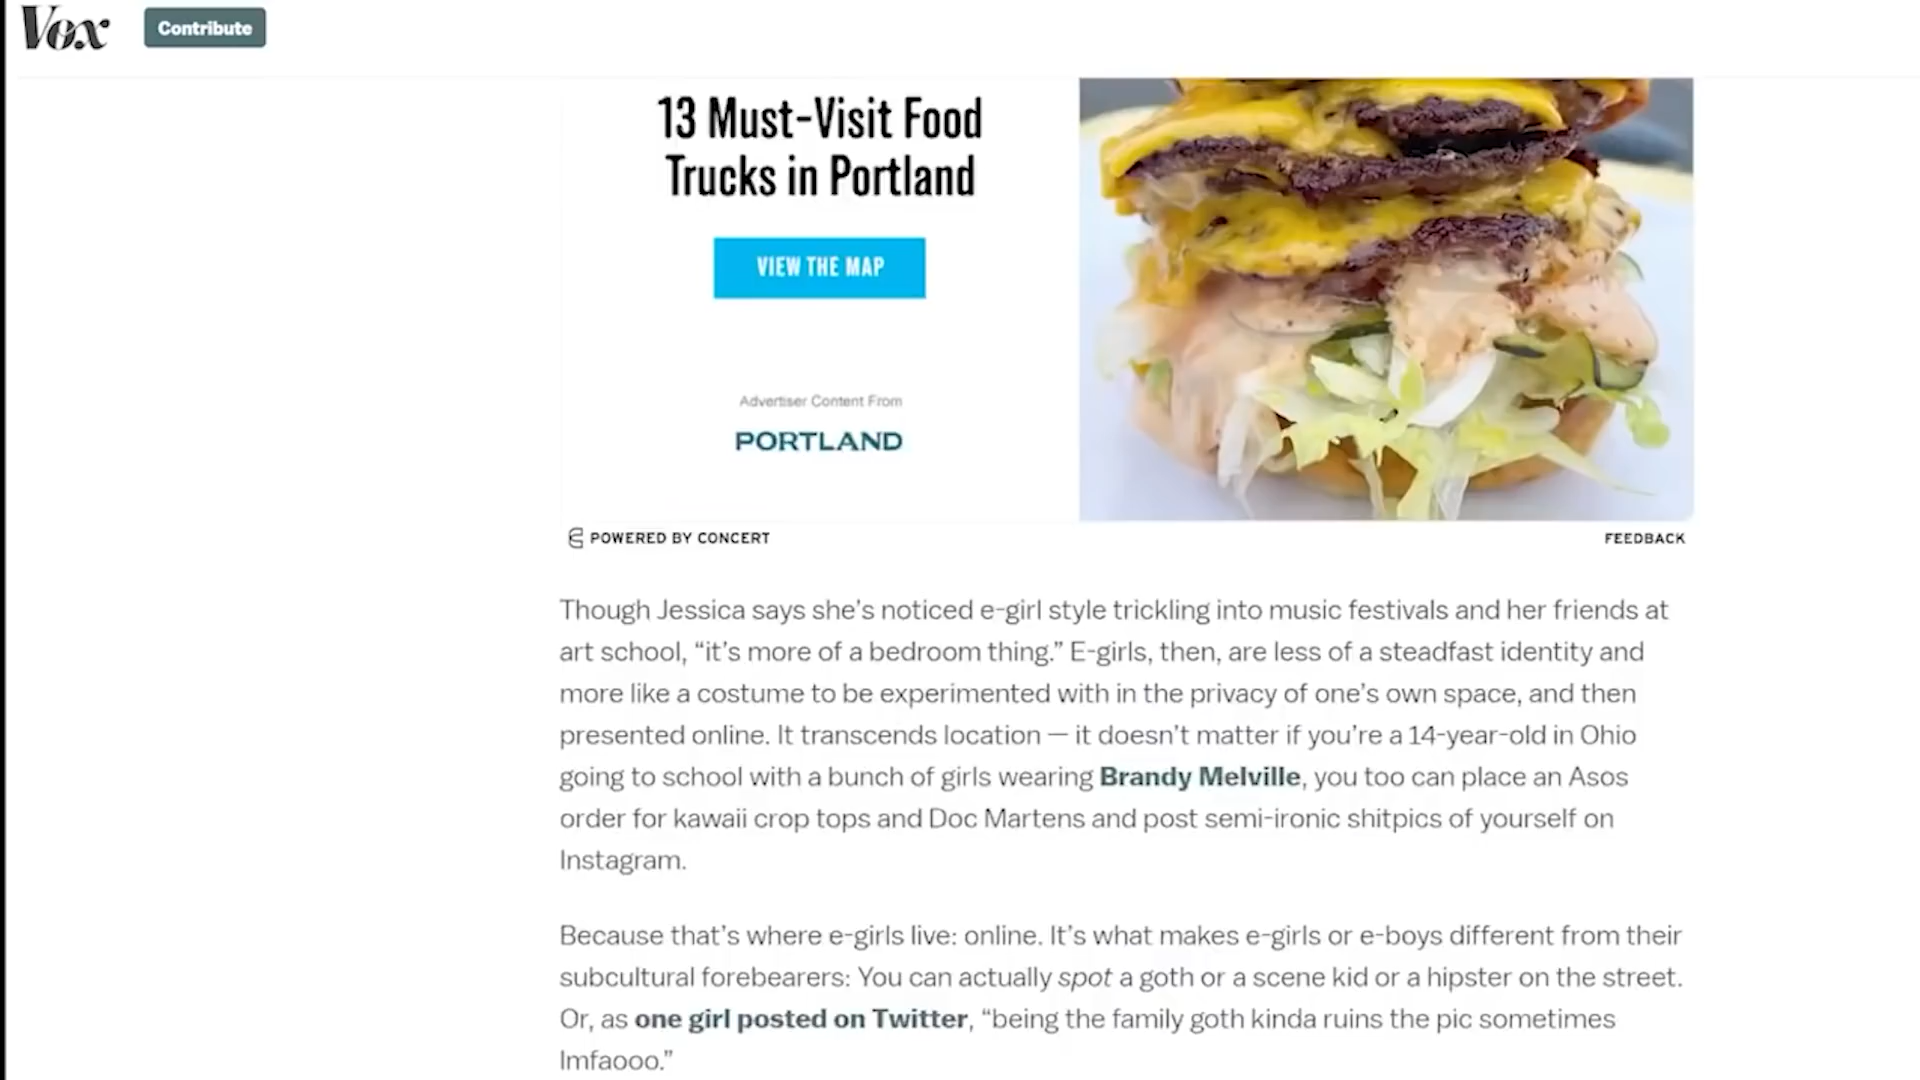 Vox
Contribute
13 Must-Visit Food
Trucks in Portland
VIEW THE MAP
Advertiser Content From
PORTLAND
POWERED BY CONCERT
FEEDBACK
Though Jessica says she’s noticed e-girl style trickling into music festivals and her friends at
art school, “it’s more of a bedroom thing.” E-girls, then, are less of a steadfast identity and
more like a costume to be experimented with in the privacy of one’s own space, and then
presented online. It transcends location — it doesn’t matter if you’re a 14-year-old in Ohio
going to school with a bunch of girls wearing Brandy Melville, you too can place an Asos
order for kawaii crop tops and Doc Martens and post semi-ironic shitpics of yourself on
Instagram.
Because that’s where e-girls live: online. It’s what makes e-girls or e-boys different from their
subcultural forebearers: You can actually spot a goth or a scene kid or a hipster on the street.
Or, as one girl posted on Twitter, “being the family goth kinda ruins the pic sometimes
lmfaooo.”